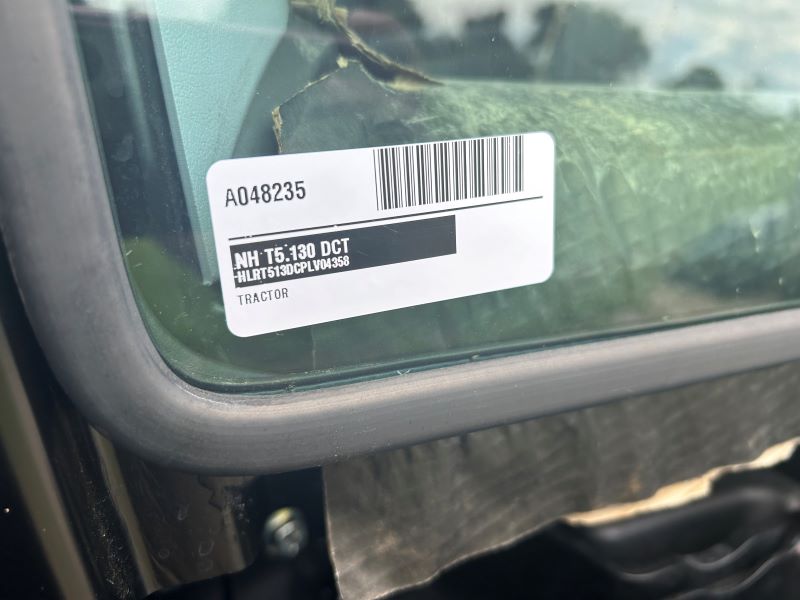 A048235
NH T5.130 DCT
HLRT513DCPLV04358
TRACTOR